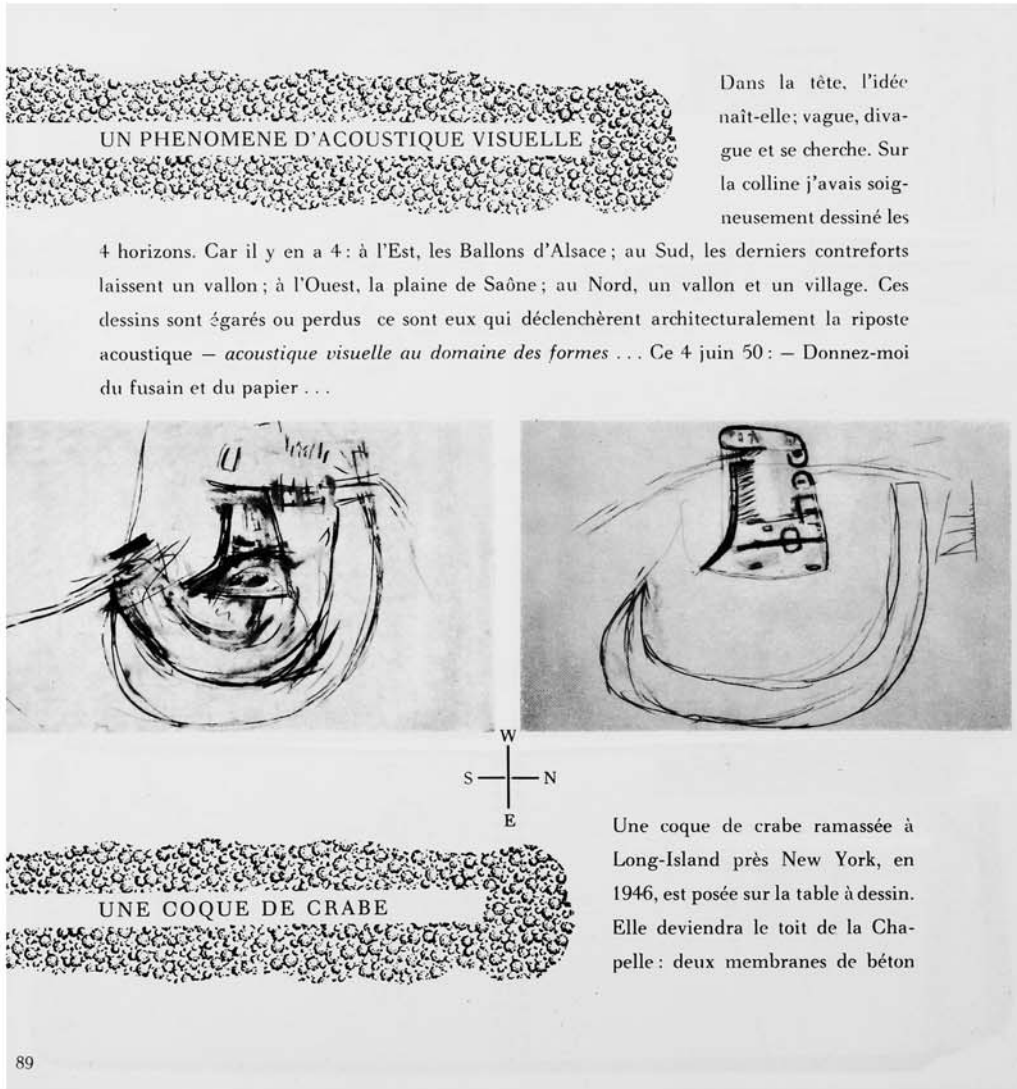 UN PHENOMENE D'ACOUSTIQUE VISUELLE
Dans la tête, l'idée
naît-elle; vague, diva-
gue et se cherche. Sur
la colline j'avais soig-
neusement dessiné les
4 horizons. Car il y en a 4 : à l'Est, les Ballons d'Alsace ; au Sud, les derniers contreforts
laissent un vallon ; à l'Ouest, la plaine de Saône ; au Nord, un vallon et un village. Ces
dessins sont égarés ou perdus ce sont eux qui déclenchèrent architecturalement la riposte
acoustique — acoustique visuelle au domaine des formes ... Ce 4 juin 50 : — Donnez-moi
du fusain et du papier ...
W
S N
E
UNE COQUE DE CRABE
Une coque de crabe ramassée à
Long-Island près New York, en
1946, est posée sur la table à dessin.
Elle deviendra le toit de la Cha-
pelle : deux membranes de béton
89